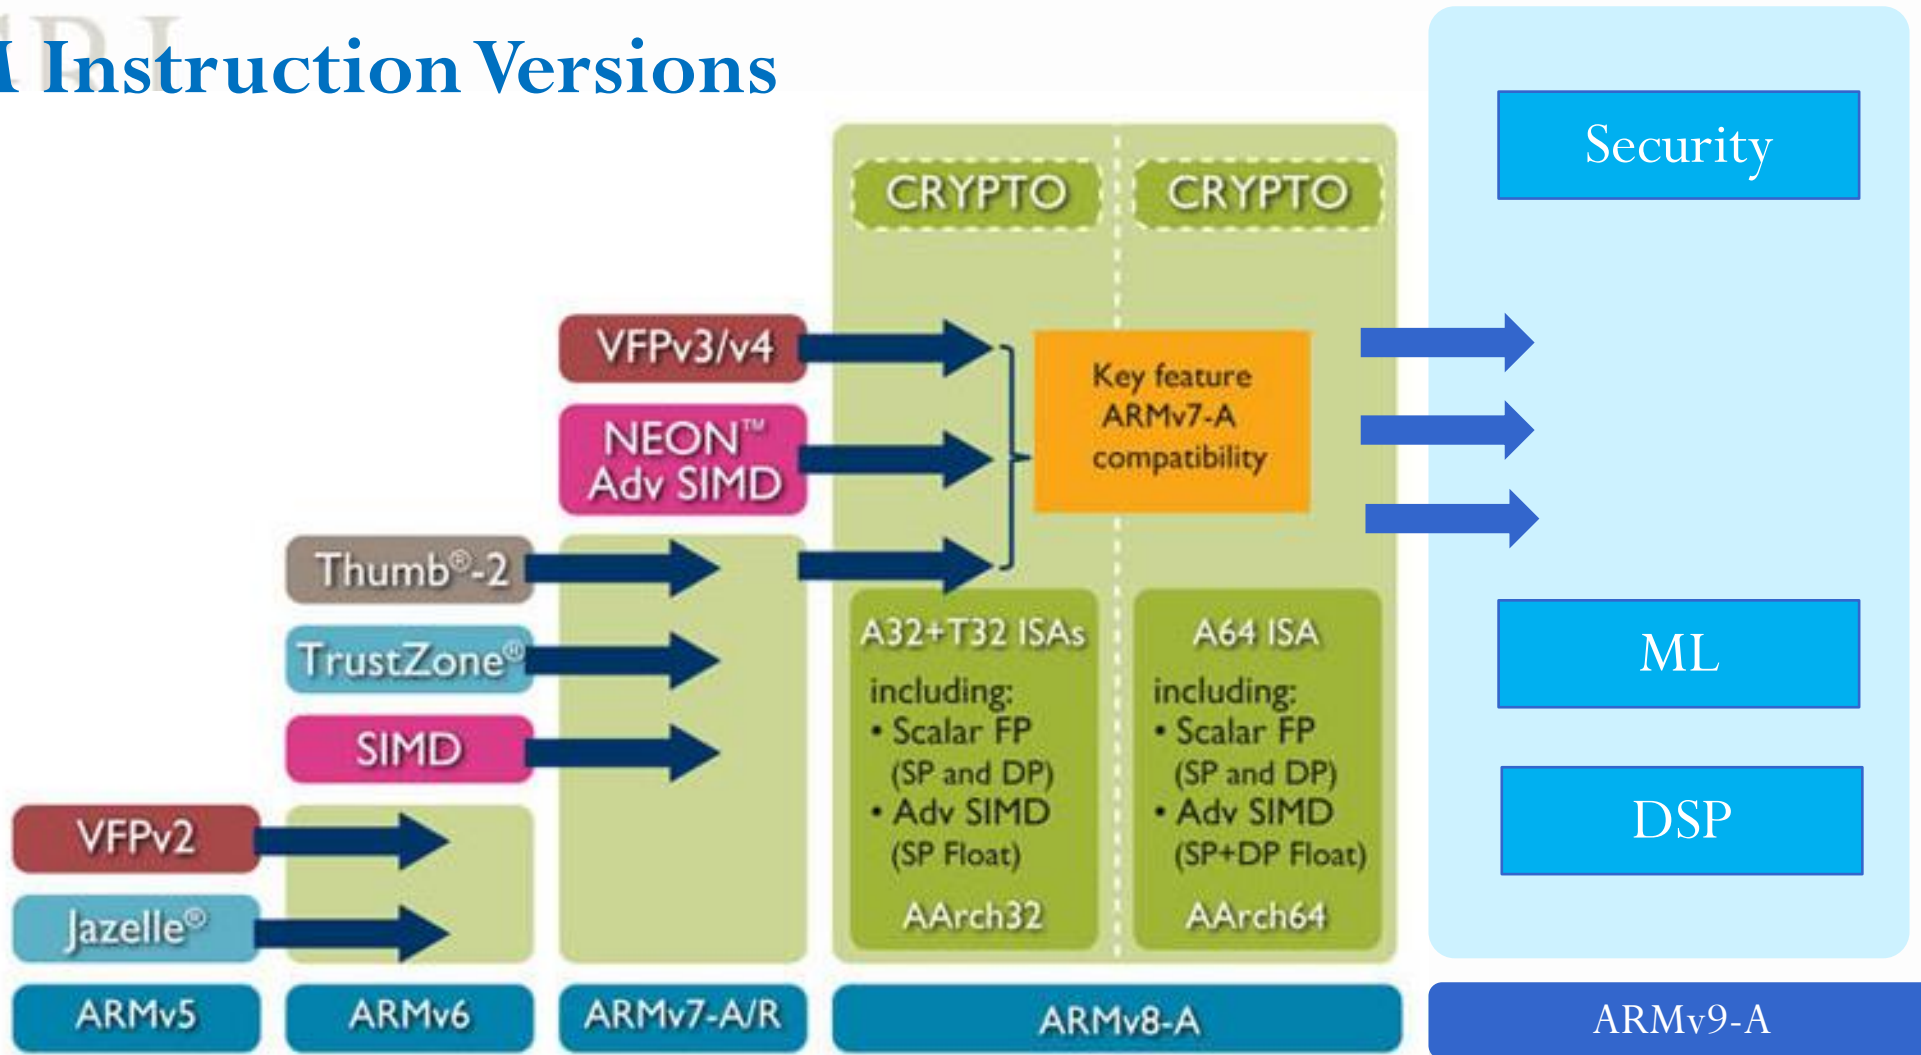 Instruction Versions
CRYPTO
CRYPTO
Security
VFPv3/v4
NEON™
Adv SIMD
Key feature
ARMv7-A
compatibility
Thumb®-2
TrustZone®
SIMD
VFPv2
Jazelle®
A32+T32 ISAs
including:
• Scalar FP
(SP and DP)
• Adv SIMD
(SP Float)
AArch32
A64 ISA
including:
• Scalar FP
(SP and DP)
• Adv SIMD
(SP+DP Float)
AArch64
ML
DSP
ARMv5
ARMv6
ARMv7-A/R
ARMv8-A
ARMv9-A